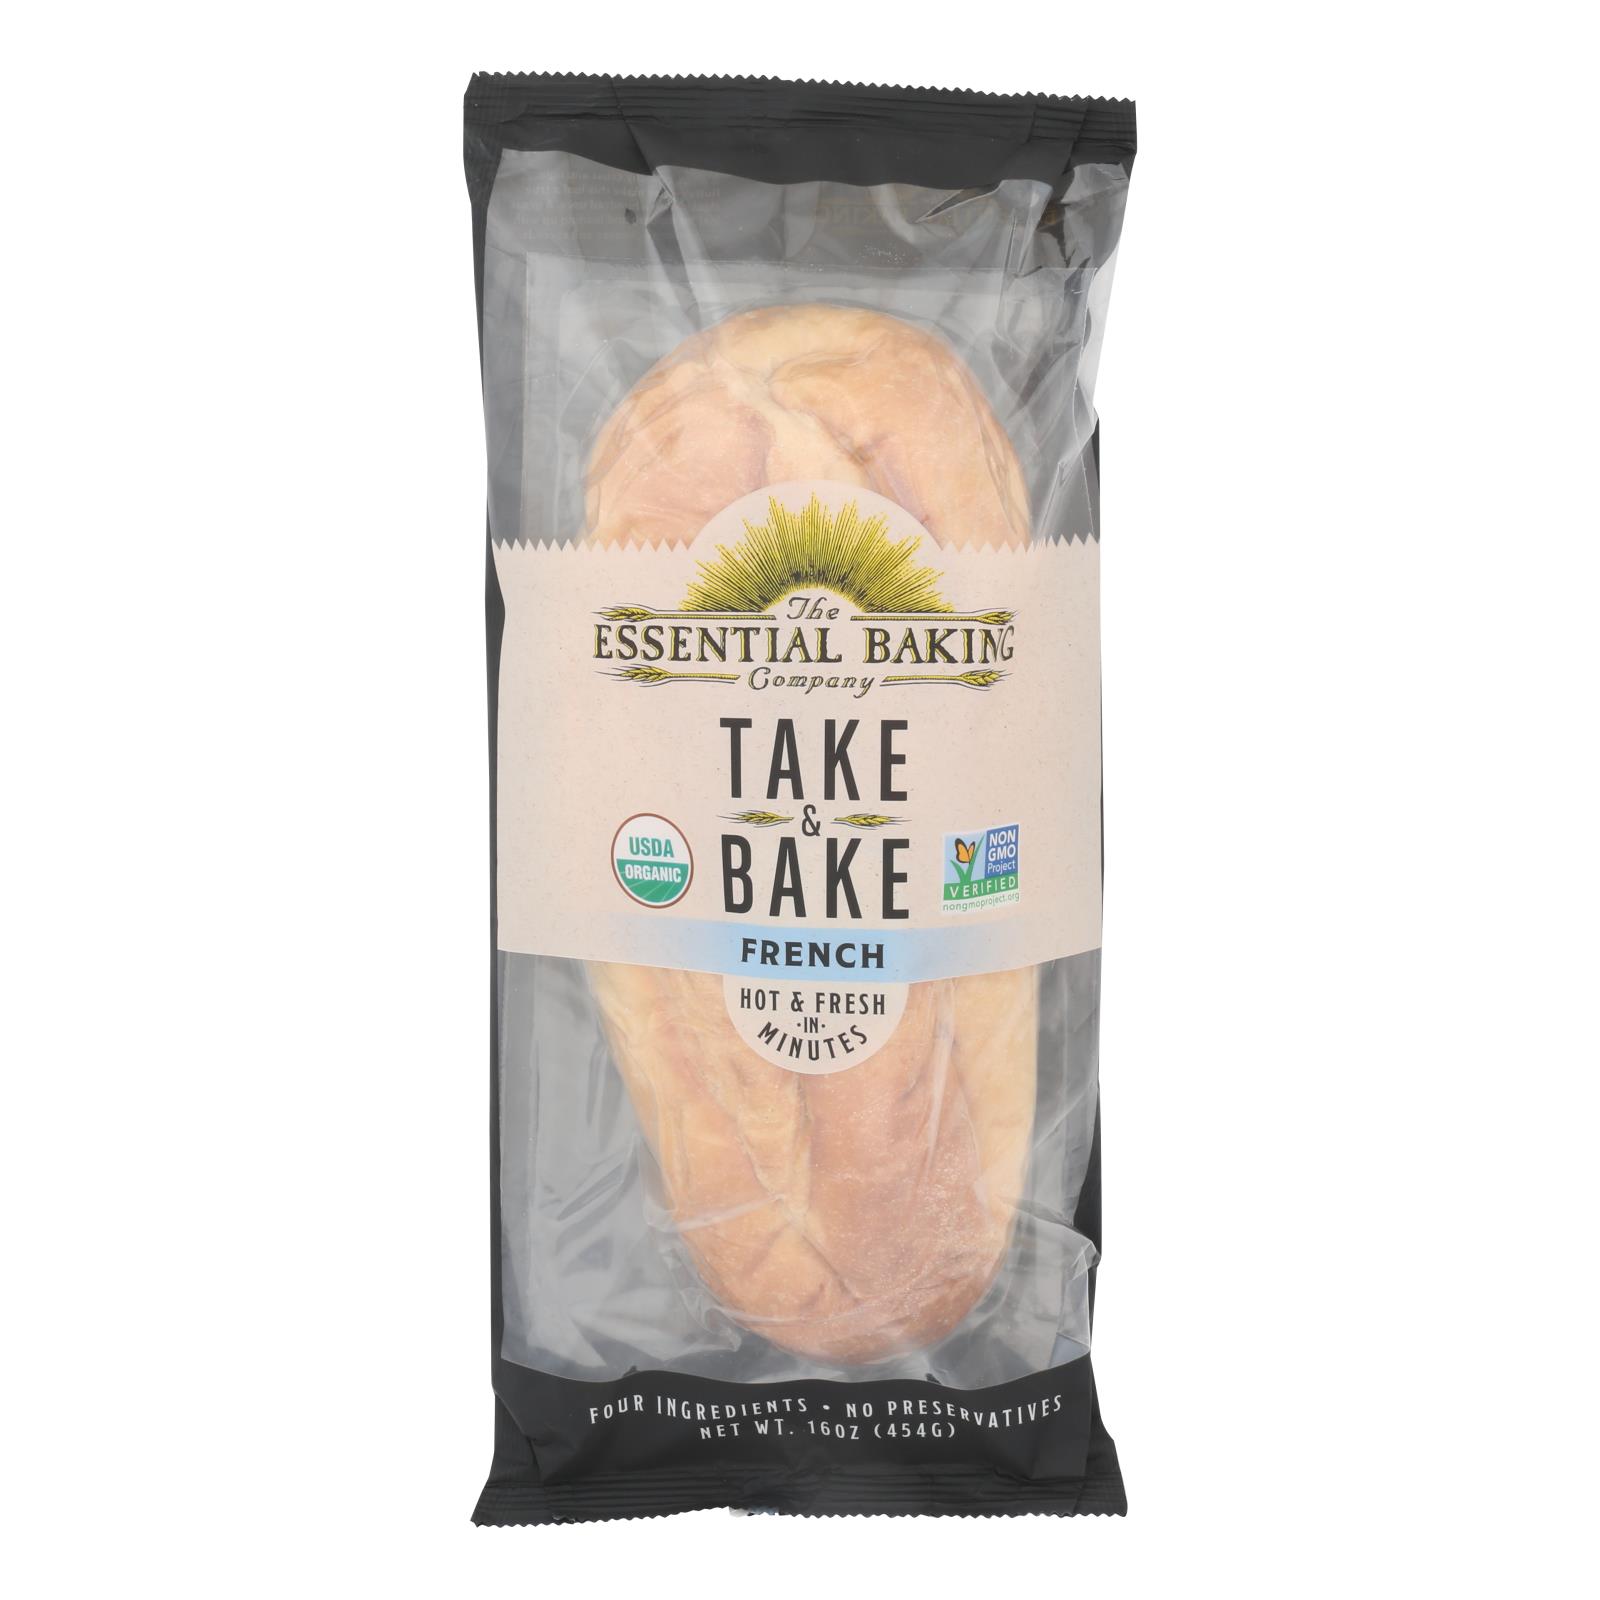 The
ESSENTIAL BAKING
Company
TAKE
&
BAKE
USDA
ORGANIC
NON
GMO
Project
VERIFIED
nongmoproject.org
FRENCH
HOT & FRESH
·IN·
MINUTES
FOUR INGREDIENTS • NO PRESERVATIVES
NET WT. 16OZ (454G)